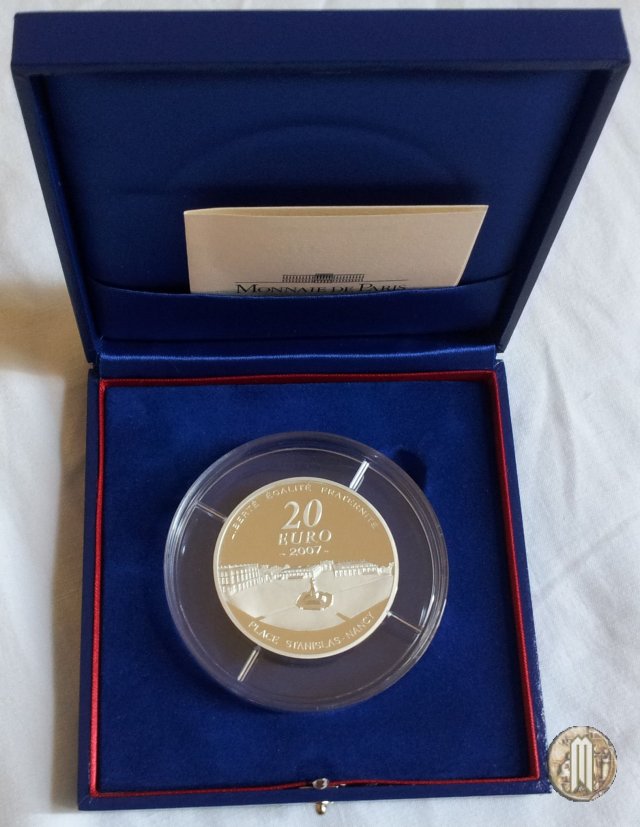 MONNAIE DE PARIS
LIBERTÉ ÉGALITÉ FRATERNITÉ
20
EURO
~ 2007 ~
PLACE STANISLAS - NANCY
M